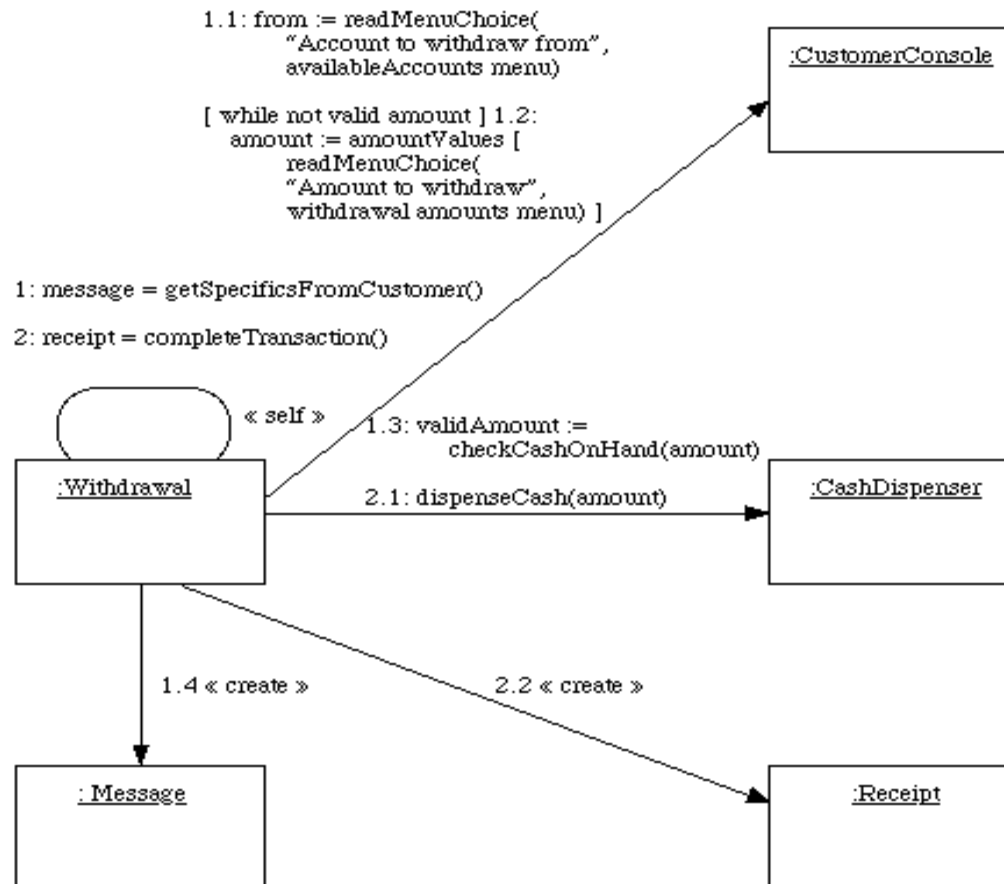 1.1: from := readMenuChoice(
“Account to withdraw from”,
availableAccounts menu)
:CustomerConsole
[ while not valid amount ] 1.2:
amount := amountValues [
readMenuChoice(
“Amount to withdraw”,
withdrawal amounts menu) ]
1: message = getSpecificsFromCustomer()
2: receipt = completeTransaction()
« self »
1.3: validAmount :=
checkCashOnHand(amount)
:Withdrawal
2.1: dispenseCash(amount)
:CashDispenser
1.4 « create »
2.2 « create »
: Message
:Receipt